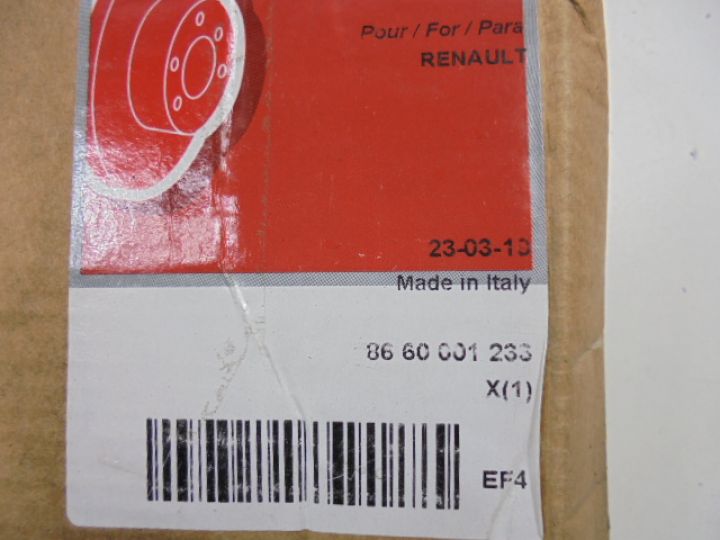 Pour / For / Para
RENAULT
23-03-13
Made in Italy
86 60 001 233
X(1)
EF4